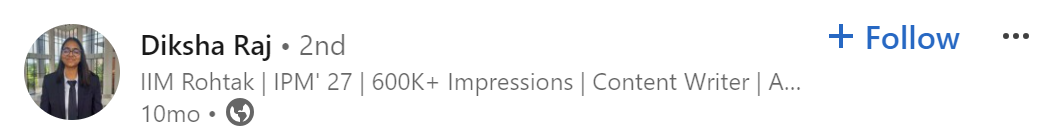 Diksha Raj • 2nd
+ Follow
IIM Rohtak | IPM' 27 | 600K+ Impressions | Content Writer | A...
10mo •